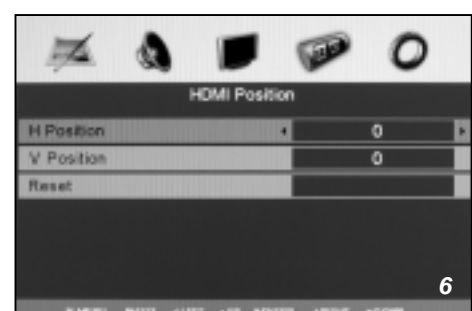 HDMI Position
H Position 0
V Position 0
Reset
6